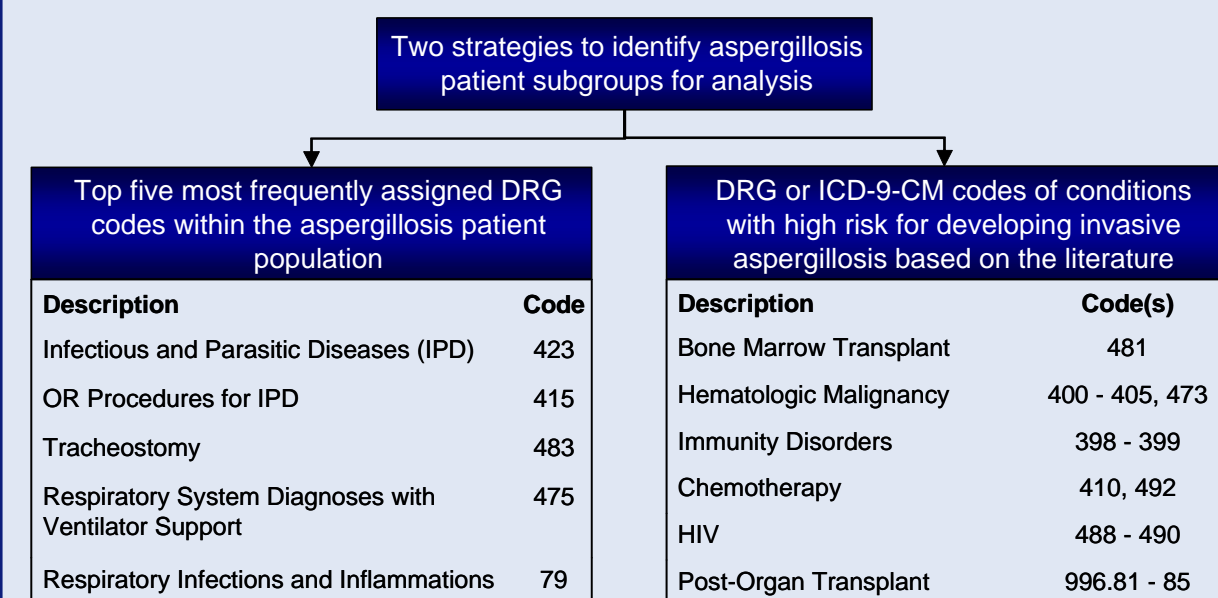 Two strategies to identify aspergillosis
patient subgroups for analysis
Top five most frequently assigned DRG
codes within the aspergillosis patient
population
Description Code
Infectious and Parasitic Diseases (IPD) 423
OR Procedures for IPD 415
Tracheostomy 483
Respiratory System Diagnoses with
Ventilator Support 475
Respiratory Infections and Inflammations 79
DRG or ICD-9-CM codes of conditions
with high risk for developing invasive
aspergillosis based on the literature
Description Code(s)
Bone Marrow Transplant 481
Hematologic Malignancy 400 - 405, 473
Immunity Disorders 398 - 399
Chemotherapy 410, 492
HIV 488 - 490
Post-Organ Transplant 996.81 - 85